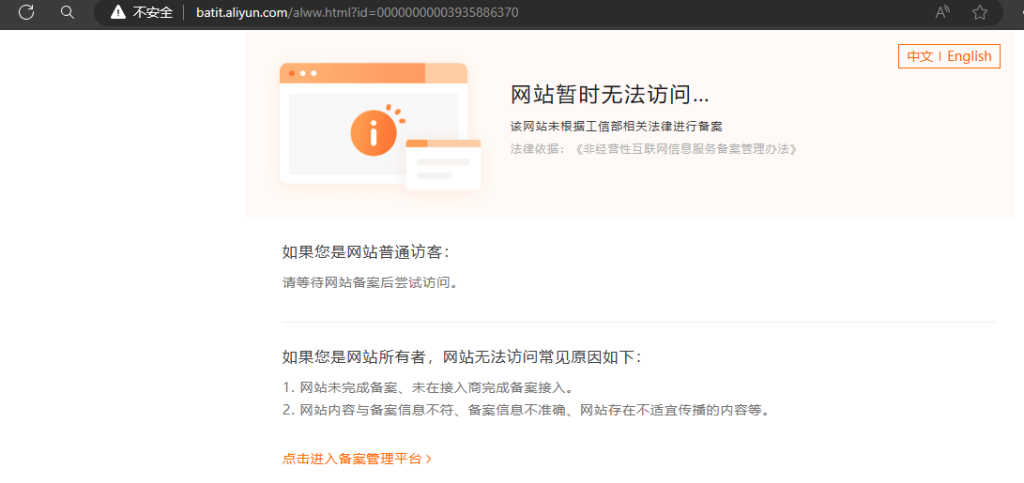 不安全 batit.aliyun.com/alww.html?id=00000000003935886370
中文 | English
网站暂时无法访问...
该网站未根据工信部相关法律进行备案
法律依据：《非经营性互联网信息服务备案管理办法》
如果您是网站普通访客：
请等待网站备案后尝试访问。
如果您是网站所有者，网站无法访问常见原因如下：
1. 网站未完成备案、未在接入商完成备案接入。
2. 网站内容与备案信息不符、备案信息不准确、网站存在不适宜传播的内容等。
点击进入备案管理平台 >